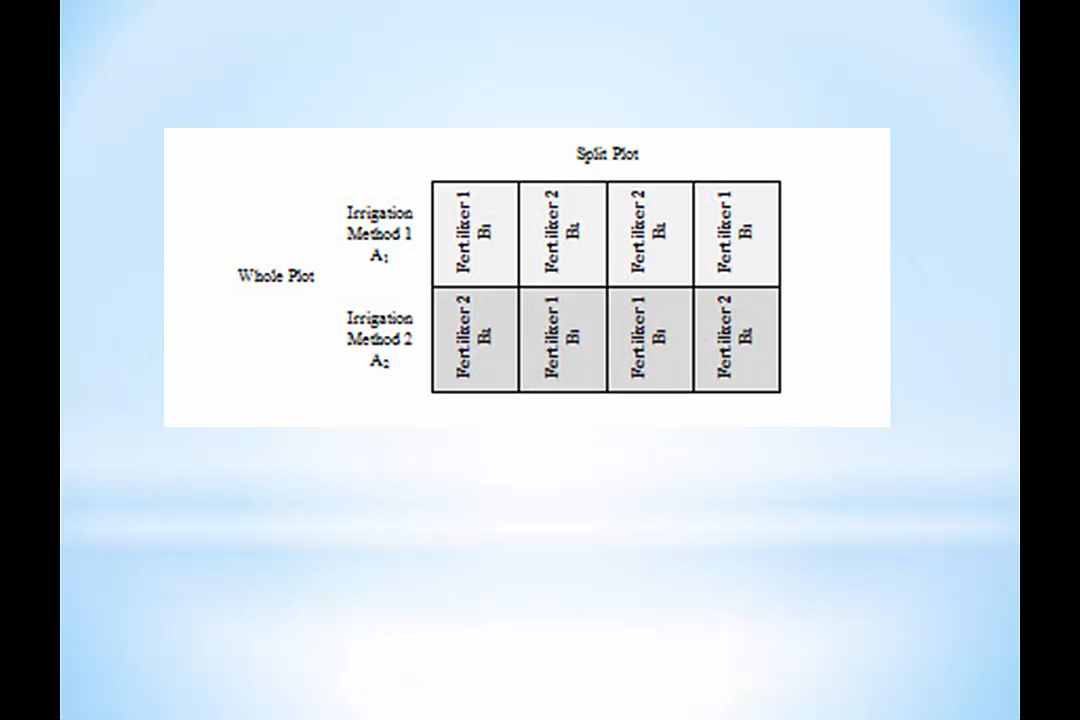 Split Plot
Irrigation
Method 1
A₁
Fertilizer 1
B₁
Fertilizer 2
B₂
Fertilizer 2
B₂
Fertilizer 1
B₁
Whole Plot
Irrigation
Method 2
A₂
Fertilizer 2
B₂
Fertilizer 1
B₁
Fertilizer 1
B₁
Fertilizer 2
B₂